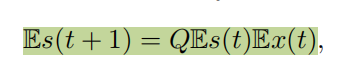 𝔼s(t + 1) = Q𝔼s(t)𝔼x(t),